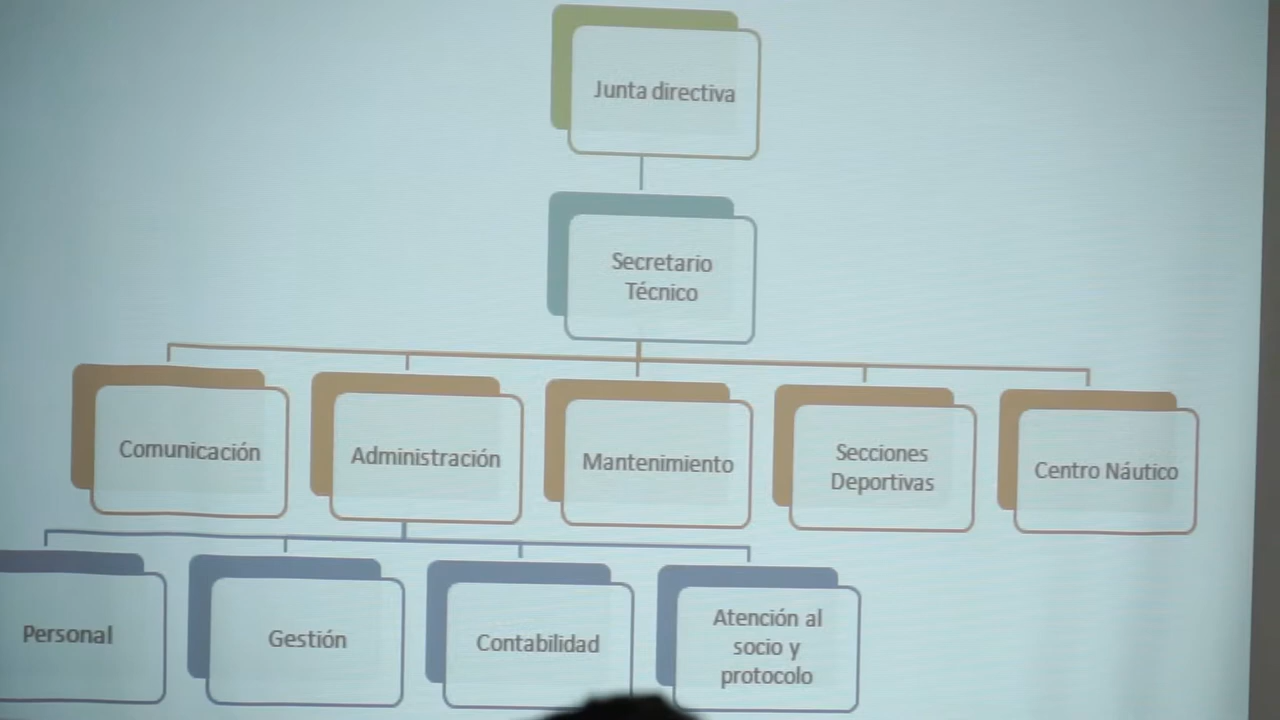 Junta directiva
Secretario
Técnico
Comunicación
Administración
Mantenimiento
Secciones
Deportivas
Centro Náutico
Personal
Gestión
Contabilidad
Atención al
socio y
protocolo